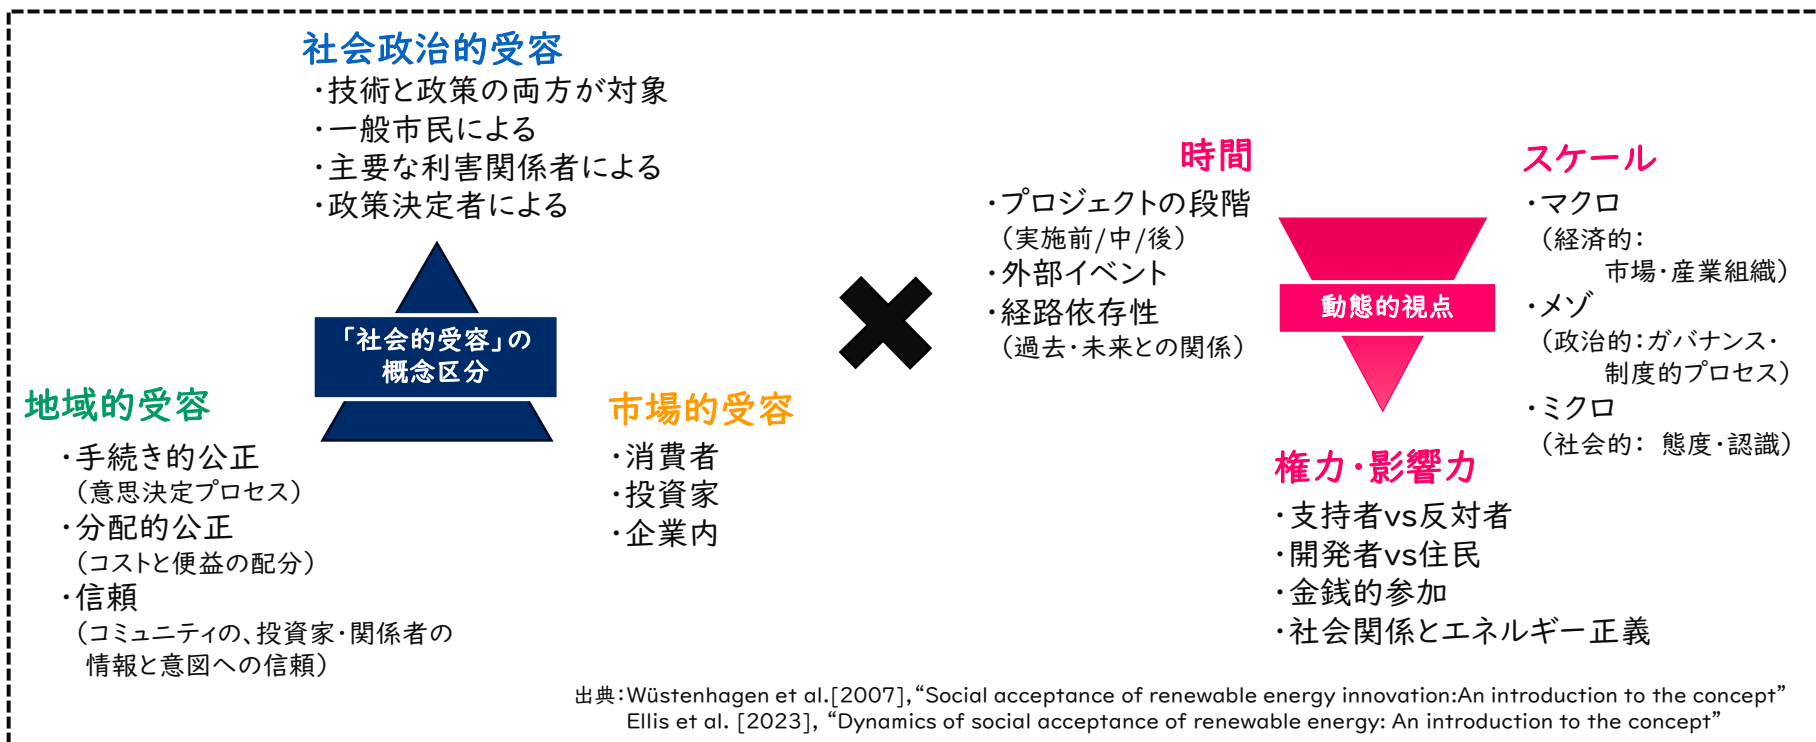 社会政治的受容
・技術と政策の両方が対象
・一般市民による
・主要な利害関係者による
・政策決定者による
「社会的受容」の
概念区分
地域的受容
・手続き的公正
（意思決定プロセス）
・分配的公正
（コストと便益の配分）
・信頼
（コミュニティの、投資家・関係者の
情報と意図への信頼）
市場的受容
・消費者
・投資家
・企業内
時間
・プロジェクトの段階
（実施前/中/後）
・外部イベント
・経路依存性
（過去・未来との関係）
動態的視点
スケール
・マクロ
（経済的：
市場・産業組織）
・メゾ
（政治的：ガバナンス・
制度的プロセス）
・ミクロ
（社会的： 態度・認識）
権力・影響力
・支持者vs反対者
・開発者vs住民
・金銭的参加
・社会関係とエネルギー正義
出典：Wüstenhagen et al.[2007],“Social acceptance of renewable energy innovation:An introduction to the concept”
Ellis et al. [2023], “Dynamics of social acceptance of renewable energy: An introduction to the concept”